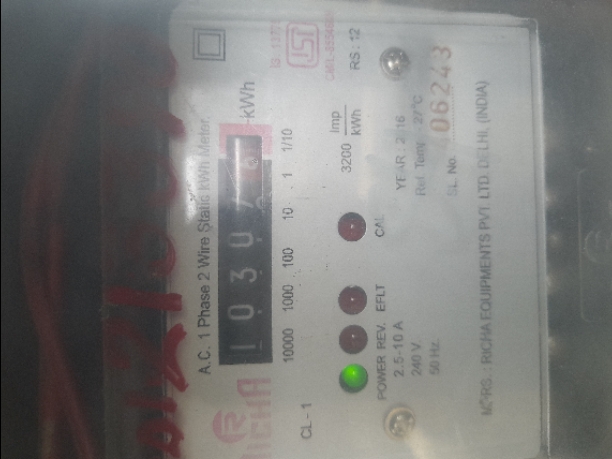 IS : 13779
ISI
RS : 12
A.C. 1 Phase 2 Wire Static kWh Meter
kWh
1 0 3 0 7
10000 1000 100 10 1 1/10
RICHA
CL - 1
3200 Imp
kWh
POWER REV. EFLT CAL
2.5-10 A
240 V.
50 Hz.
YEAR : 2016
Ref. Temp. 27°C
SL. No. 06243
M\FRS. : RICHA EQUIPMENTS PVT. LTD. DELHI, (INDIA)